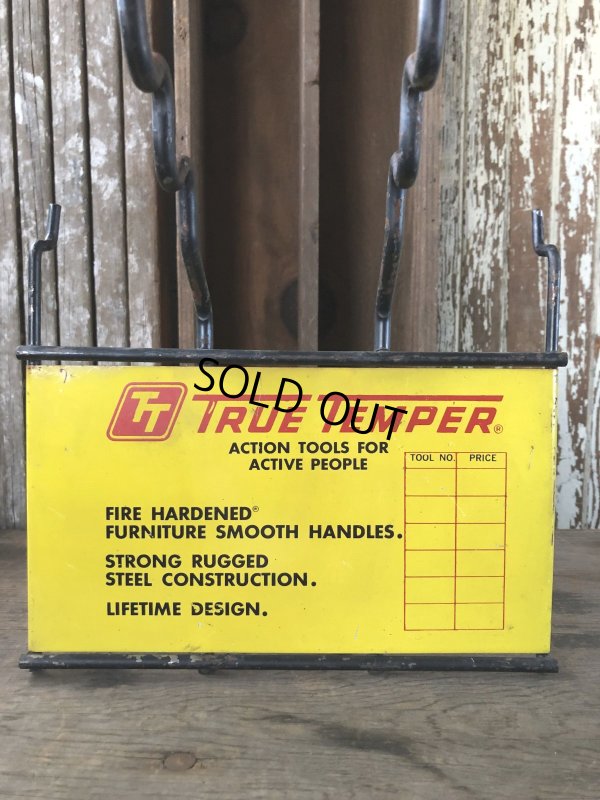 TT TRUE TEMPER®
SOLD OUT
ACTION TOOLS FOR
ACTIVE PEOPLE
TOOL NO. PRICE
FIRE HARDENED®
FURNITURE SMOOTH HANDLES.
STRONG RUGGED
STEEL CONSTRUCTION.
LIFETIME DESIGN.